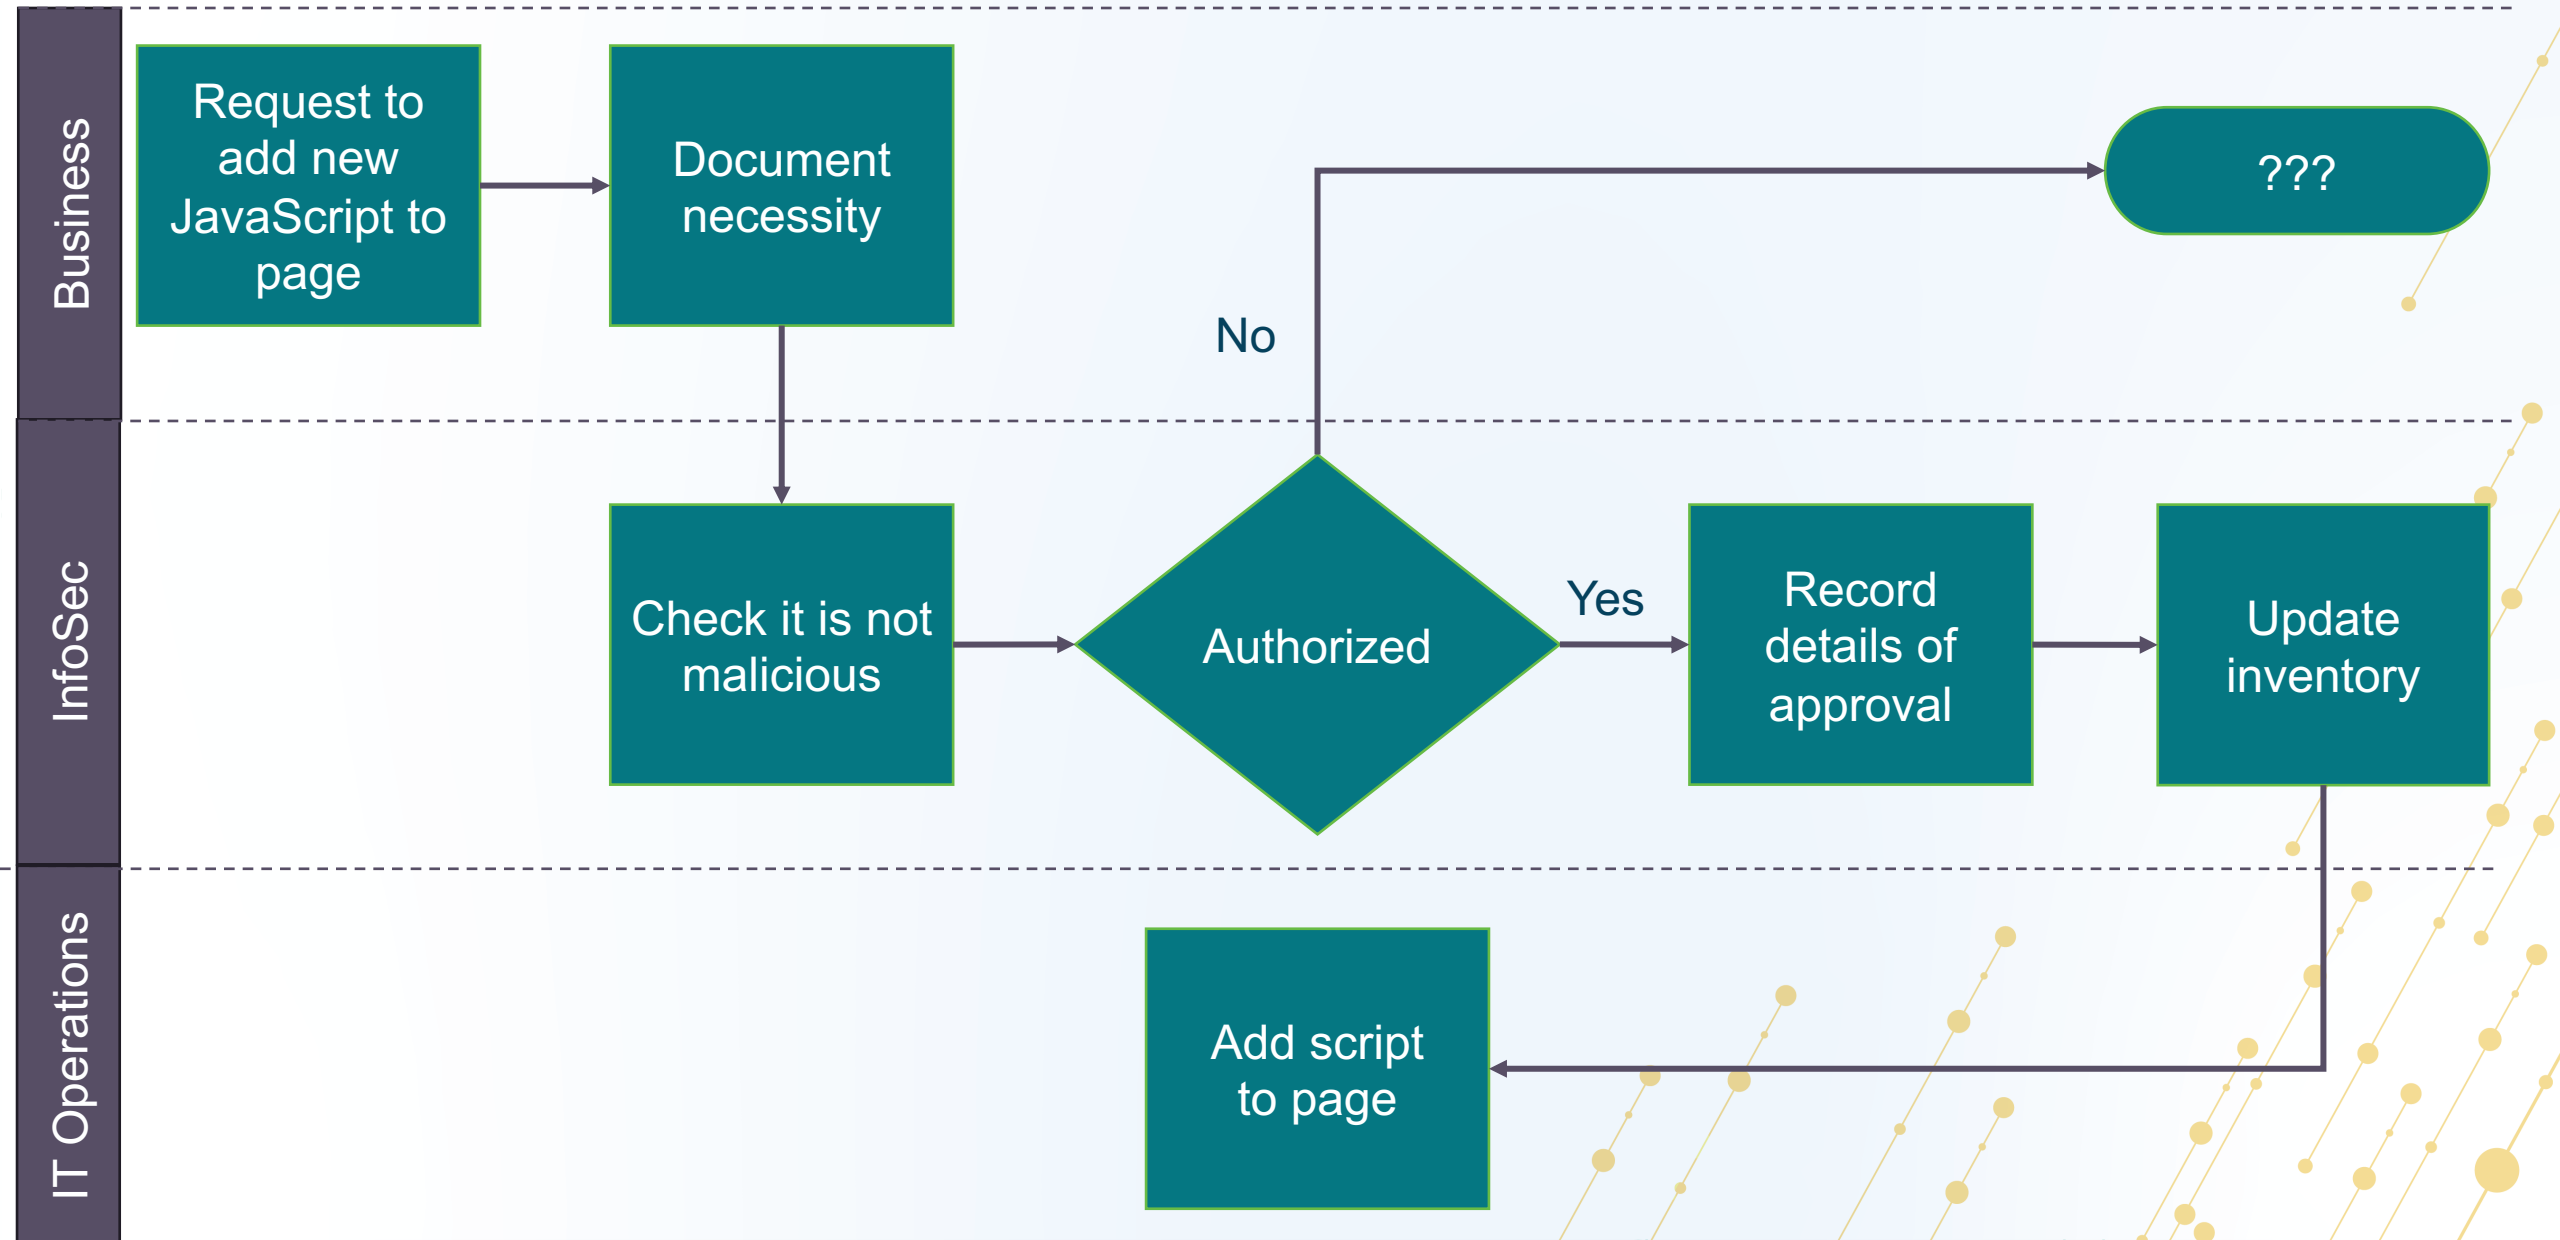 Business
Request to
add new
JavaScript to
page
Document
necessity
???
No
InfoSec
Check it is not
malicious
Authorized
Yes
Record
details of
approval
Update
inventory
IT Operations
Add script
to page